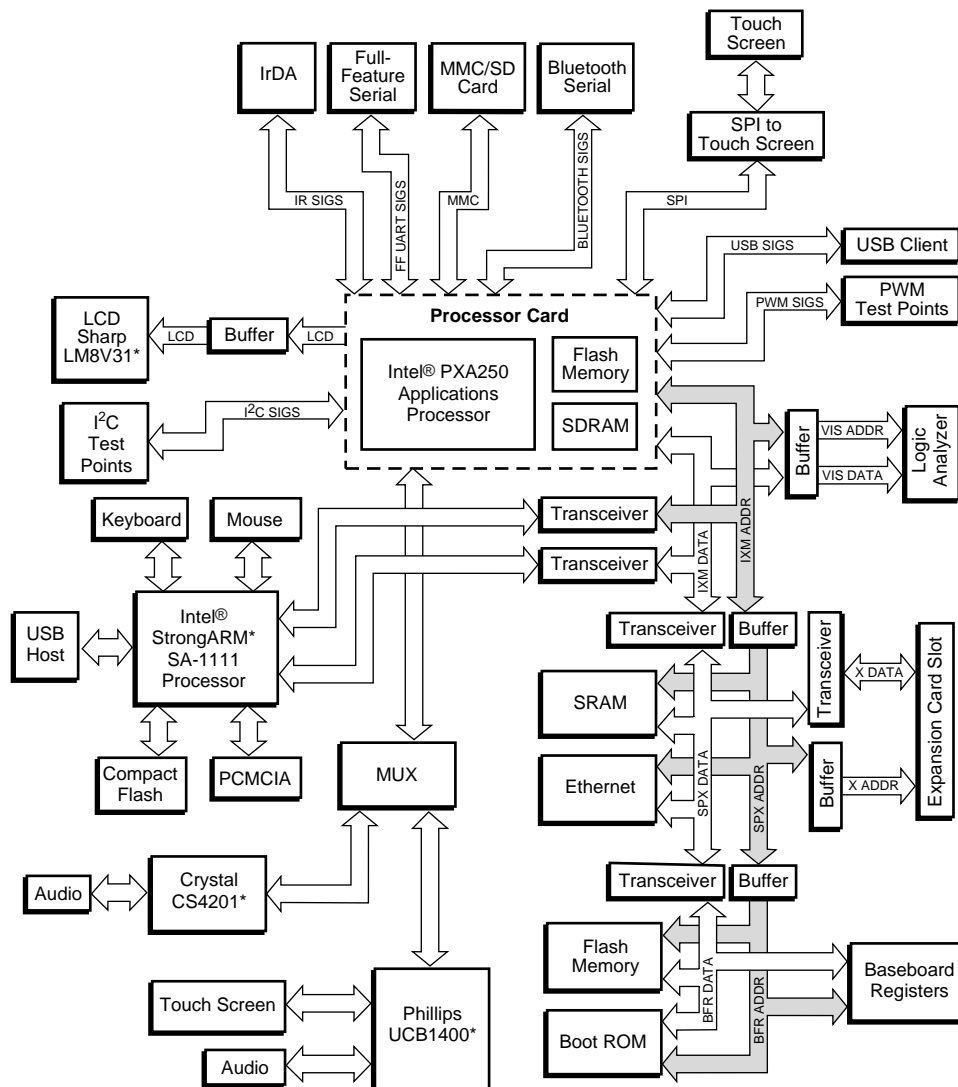 Touch
Screen
IrDA
Full-
Feature
Serial
MMC/SD
Card
Bluetooth
Serial
SPI to
Touch Screen
IR SIGS
FF UART SIGS
MMC
BLUETOOTH SIGS
SPI
USB SIGS
USB Client
PWM SIGS
PWM
Test Points
LCD
Sharp
LM8V31*
LCD
Buffer
LCD
Processor Card
Intel® PXA250
Applications
Processor
Flash
Memory
SDRAM
I²C
Test
Points
I²C SIGS
Buffer
VIS ADDR
VIS DATA
Logic
Analyzer
Keyboard
Mouse
Transceiver
Transceiver
IXM DATA
IXM ADDR
USB
Host
Intel®
StrongARM*
SA-1111
Processor
Transceiver
Buffer
Transceiver
X DATA
Expansion Card Slot
SRAM
Compact
Flash
PCMCIA
MUX
Ethernet
SPX DATA
SPX ADDR
Buffer
X ADDR
Audio
Crystal
CS4201*
Transceiver
Buffer
Flash
Memory
BFR DATA
BFR ADDR
Baseboard
Registers
Touch Screen
Phillips
UCB1400*
Boot ROM
Audio